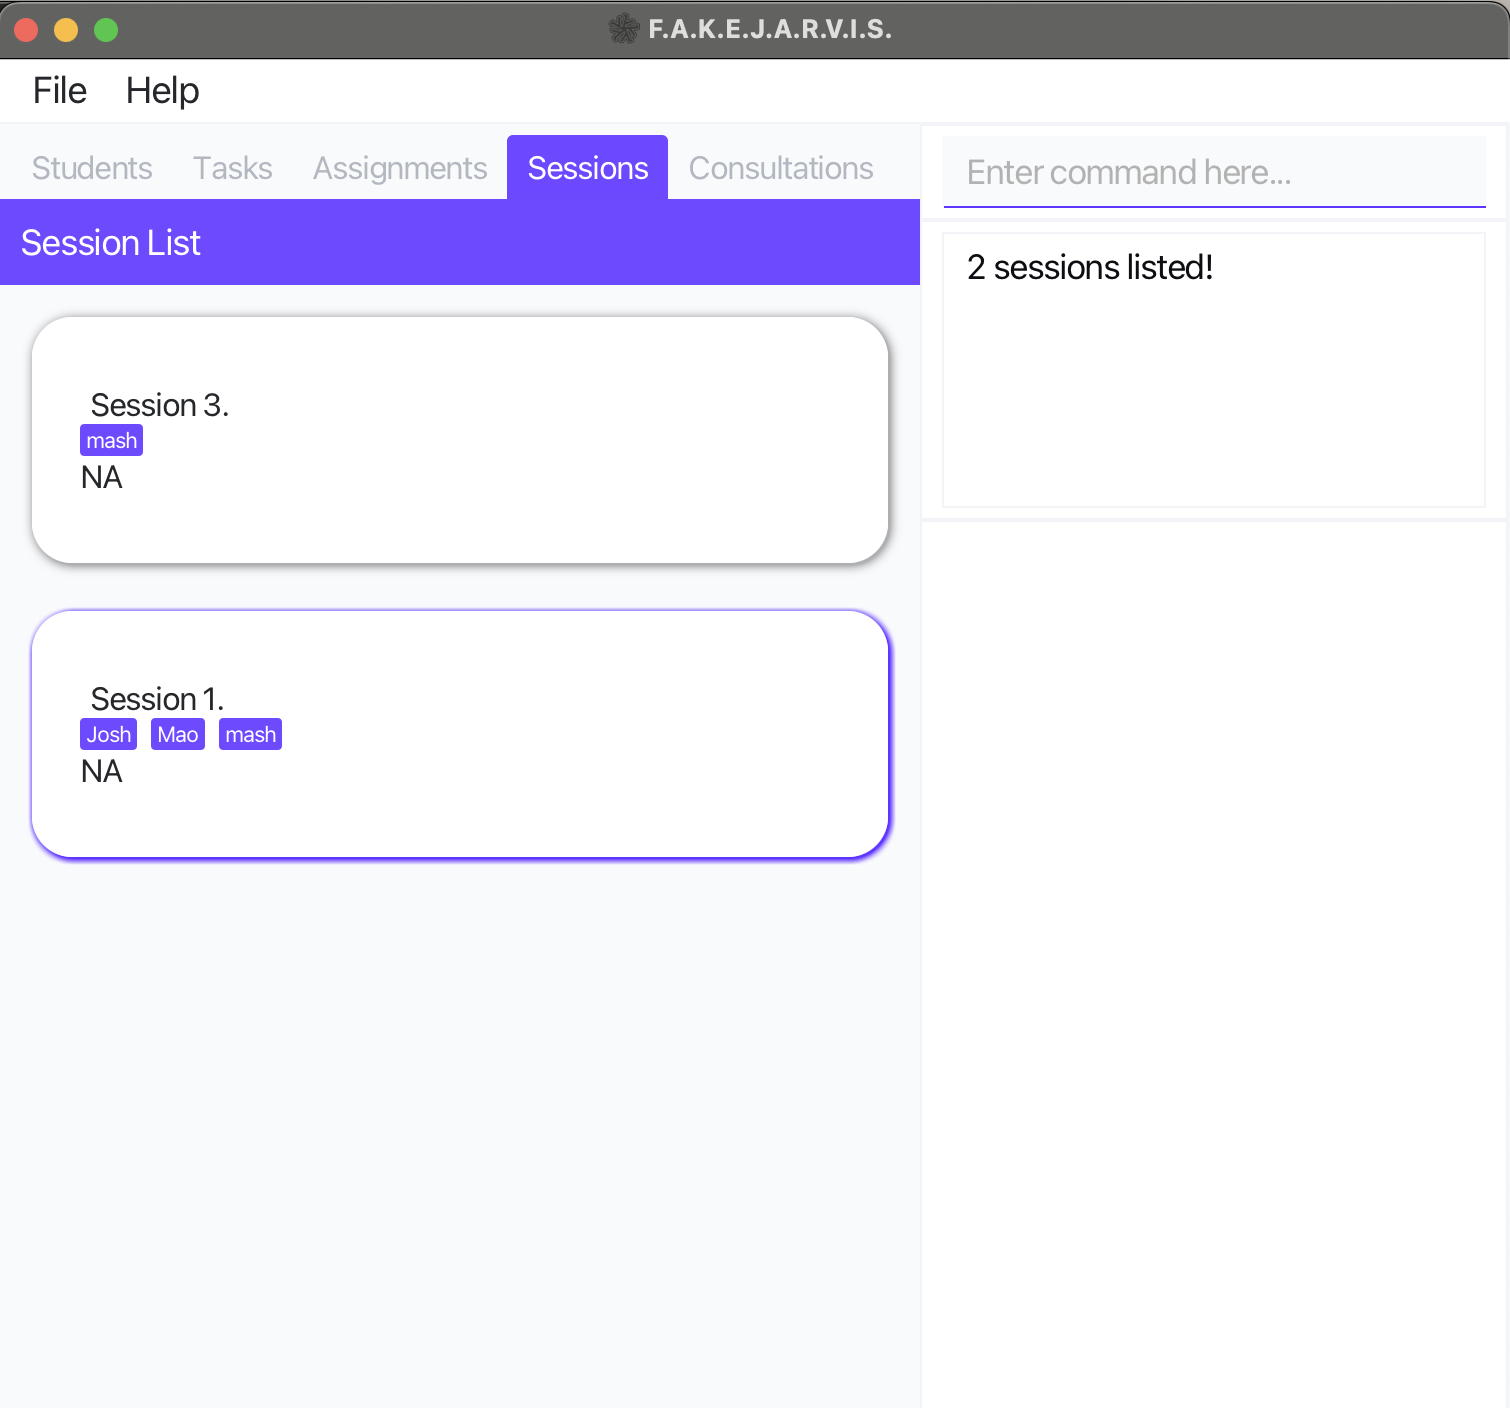 F.A.K.E.J.A.R.V.I.S.
File Help
Students Tasks Assignments Sessions Consultations
Session List
Session 3.
mash
NA
Session 1.
Josh Mao mash
NA
Enter command here...
2 sessions listed!